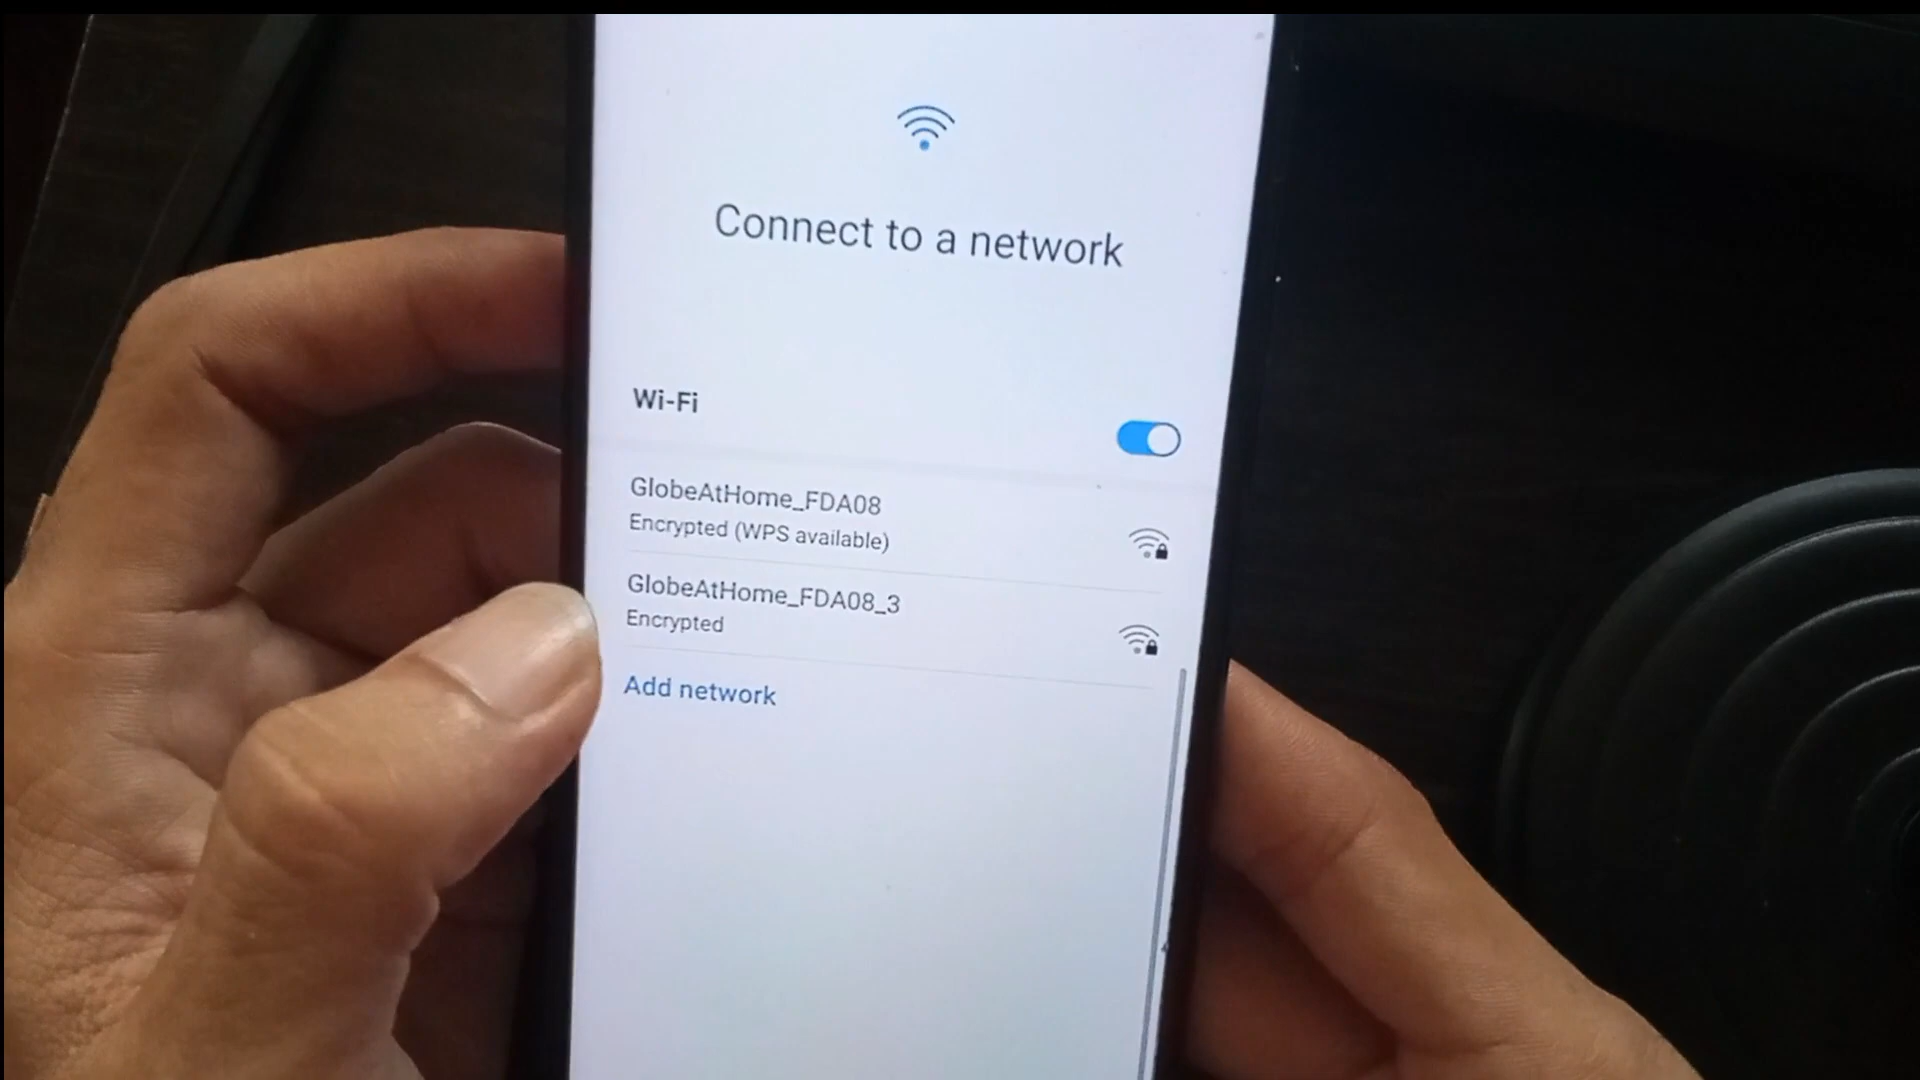 Connect to a network
Wi-Fi
GlobeAtHome_FDA08
Encrypted (WPS available)
GlobeAtHome_FDA08_3
Encrypted
Add network